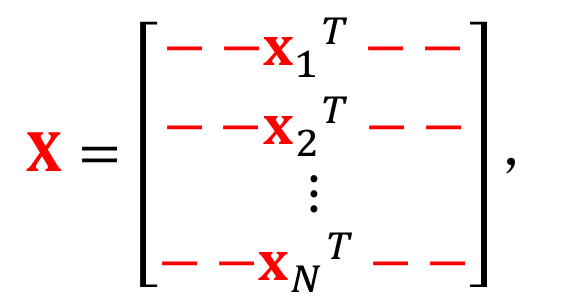 − −x₁ᵀ − −
− −x₂ᵀ − −
X = ⋮ ,
− −x_Nᵀ − −